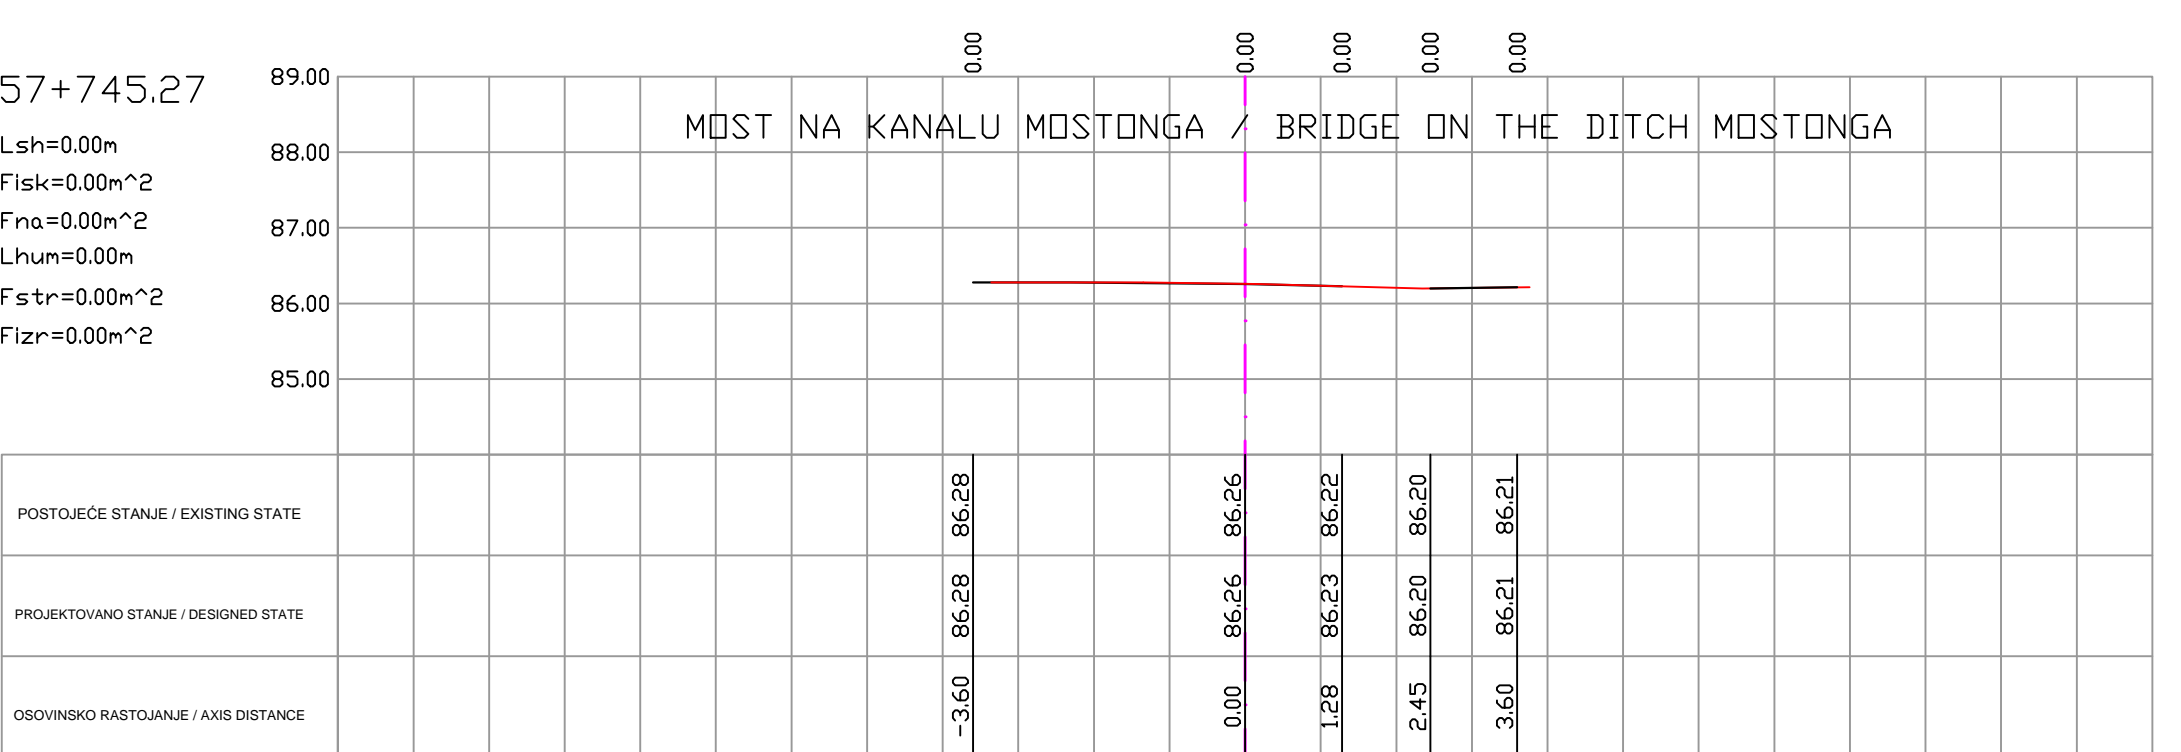 0.00 0.00 0.00 0.00 0.00
57+745.27
Lsh=0.00m
Fisk=0.00m^2
Fna=0.00m^2
Lhum=0.00m
Fstr=0.00m^2
Fizr=0.00m^2
89.00
88.00
87.00
86.00
85.00
MOST NA KANALU MOSTONGA / BRIDGE ON THE DITCH MOSTONGA
POSTOJEĆE STANJE / EXISTING STATE 86.28 86.26 86.22 86.20 86.21
PROJEKTOVANO STANJE / DESIGNED STATE 86.28 86.26 86.23 86.20 86.21
OSOVINSKO RASTOJANJE / AXIS DISTANCE -3.60 0.00 1.28 2.45 3.60